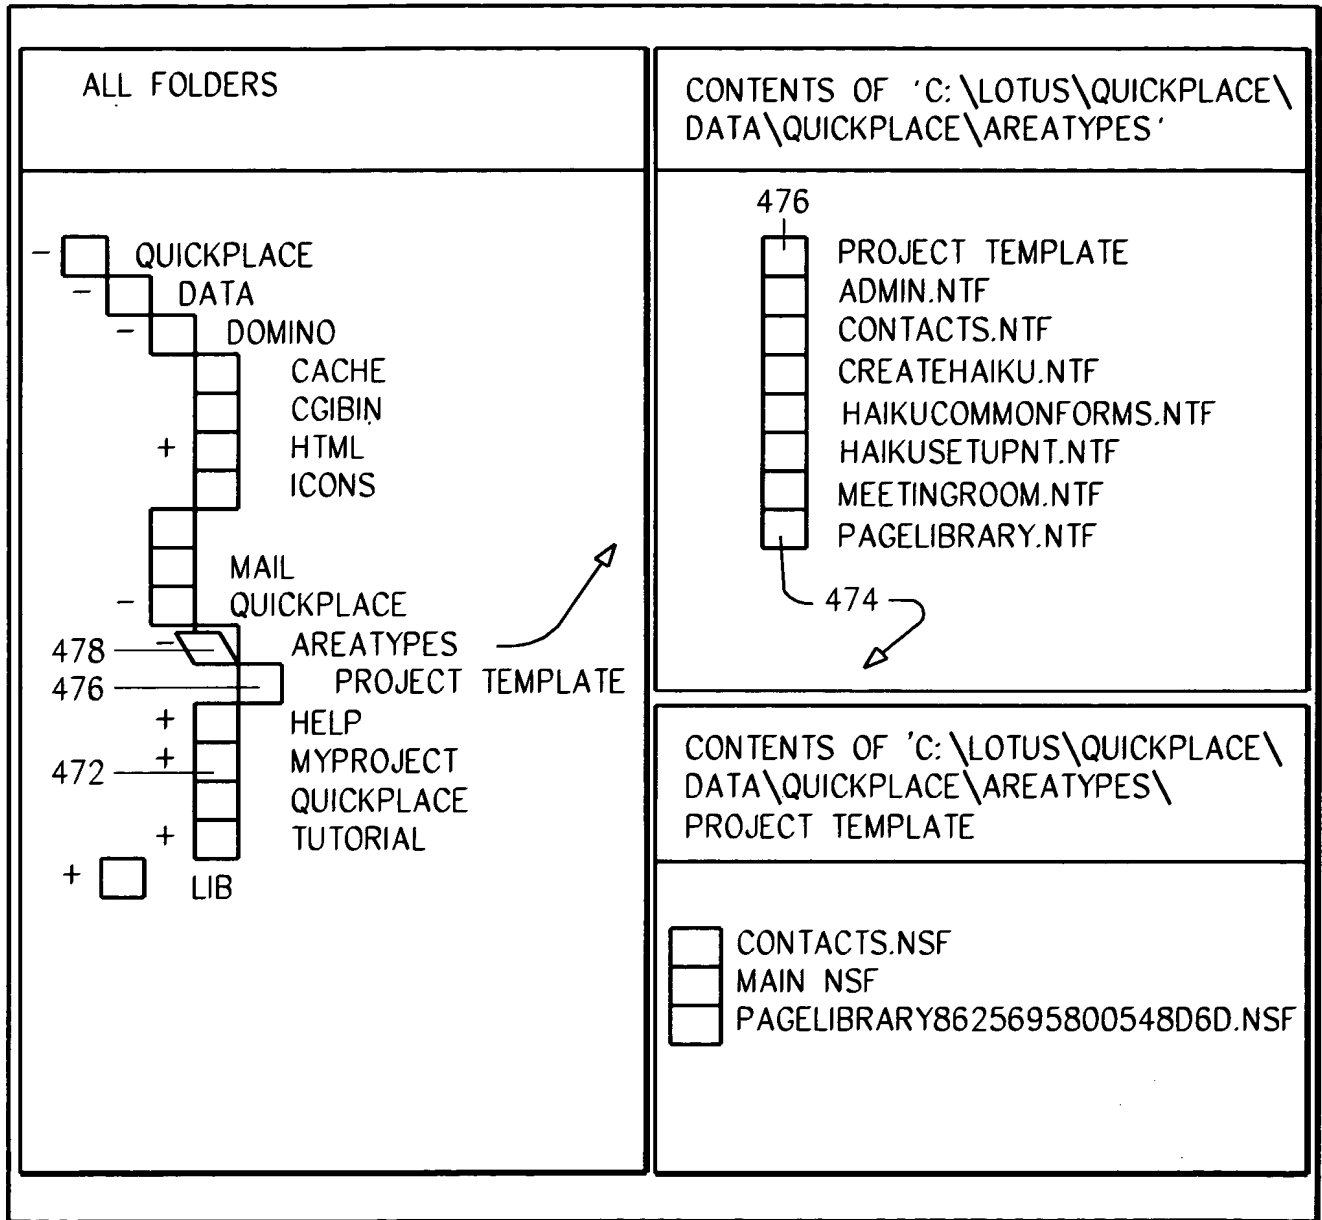 ALL FOLDERS
- QUICKPLACE
- DATA
- DOMINO
CACHE
CGIBIN
+ HTML
ICONS
MAIL
- QUICKPLACE
- AREATYPES
478
PROJECT TEMPLATE
476
+ HELP
+ MYPROJECT
472
QUICKPLACE
+ TUTORIAL
+ LIB
CONTENTS OF 'C:\LOTUS\QUICKPLACE\
DATA\QUICKPLACE\AREATYPES'
476
PROJECT TEMPLATE
ADMIN.NTF
CONTACTS.NTF
CREATEHAIKU.NTF
HAIKUCOMMONFORMS.NTF
HAIKUSETUPNT.NTF
MEETINGROOM.NTF
PAGELIBRARY.NTF
474
CONTENTS OF 'C:\LOTUS\QUICKPLACE\
DATA\QUICKPLACE\AREATYPES\
PROJECT TEMPLATE
CONTACTS.NSF
MAIN NSF
PAGELIBRARY8625695800548D6D.NSF